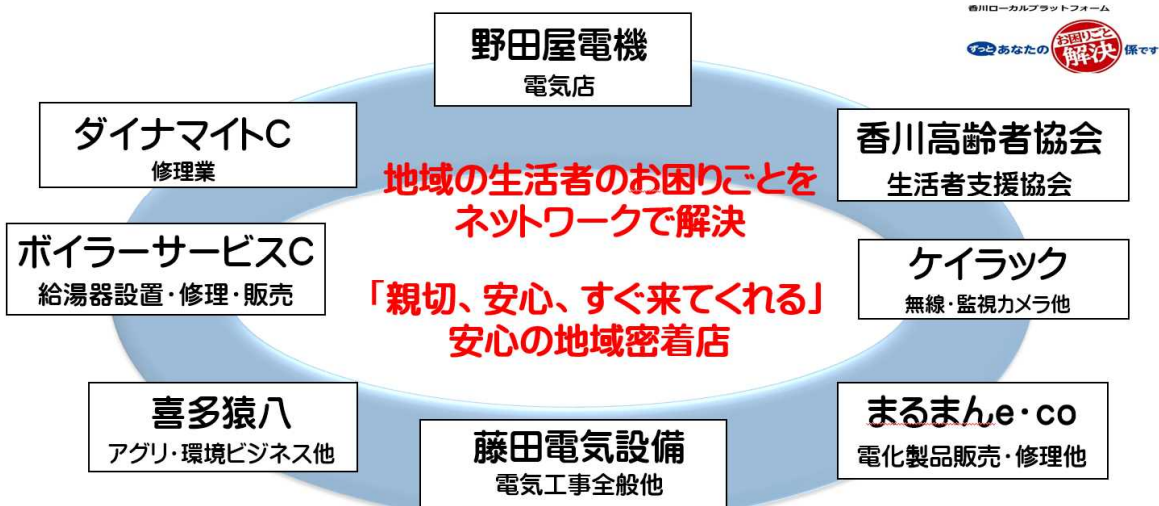 香川ローカルプラットフォーム
ずっとあなたのお困りごと解決係です
野田屋電機
電気店
ダイナマイトC
修理業
香川高齢者協会
生活者支援協会
地域の生活者のお困りごとを
ネットワークで解決
ボイラーサービスC
給湯器設置・修理・販売
ケイラック
無線・監視カメラ他
「親切、安心、すぐ来てくれる」
安心の地域密着店
喜多猿八
アグリ・環境ビジネス他
藤田電気設備
電気工事全般他
まるまんe・co
電化製品販売・修理他